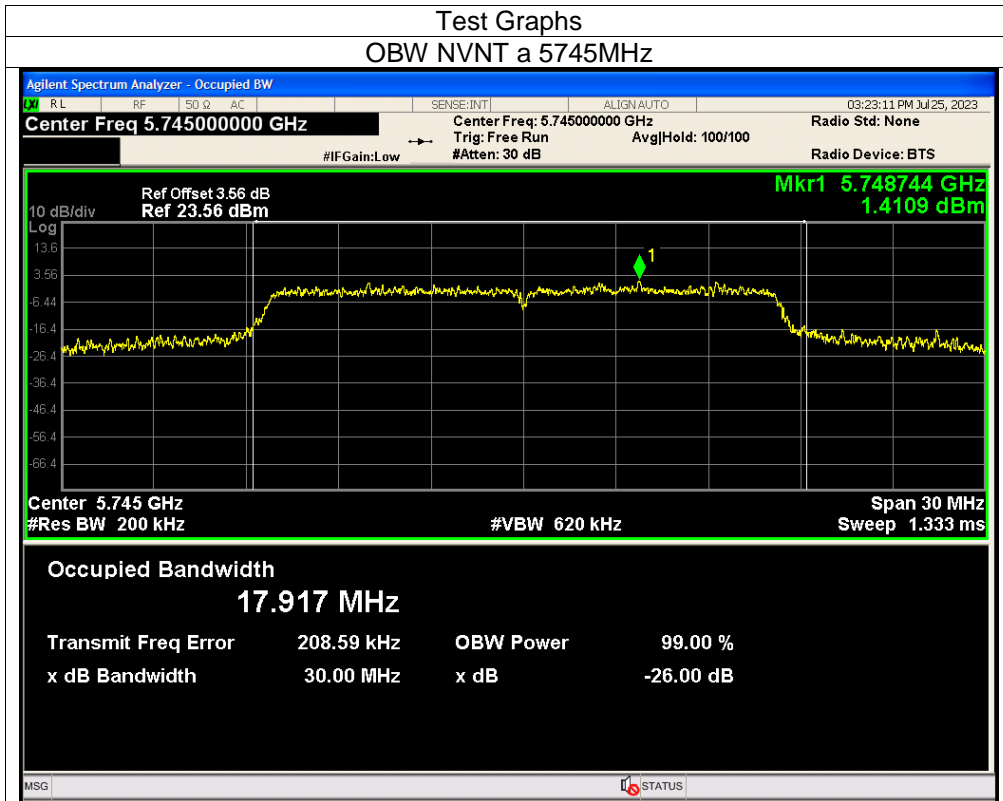 Test Graphs
OBW NVNT a 5745MHz
Agilent Spectrum Analyzer - Occupied BW
LXI RL RF 50 Ω AC SENSE:INT ALIGN AUTO 03:23:11 PM Jul 25, 2023
Center Freq 5.745000000 GHz Center Freq: 5.745000000 GHz Radio Std: None
Trig: Free Run Avg|Hold: 100/100
#IFGain:Low #Atten: 30 dB Radio Device: BTS
Mkr1 5.748744 GHz
Ref Offset 3.56 dB
10 dB/div Ref 23.56 dBm 1.4109 dBm
Log
13.6
1
3.56
-6.44
-16.4
-26.4
-36.4
-46.4
-56.4
-66.4
Center 5.745 GHz Span 30 MHz
#Res BW 200 kHz #VBW 620 kHz Sweep 1.333 ms
Occupied Bandwidth
17.917 MHz
Transmit Freq Error 208.59 kHz OBW Power 99.00 %
x dB Bandwidth 30.00 MHz x dB -26.00 dB
MSG STATUS